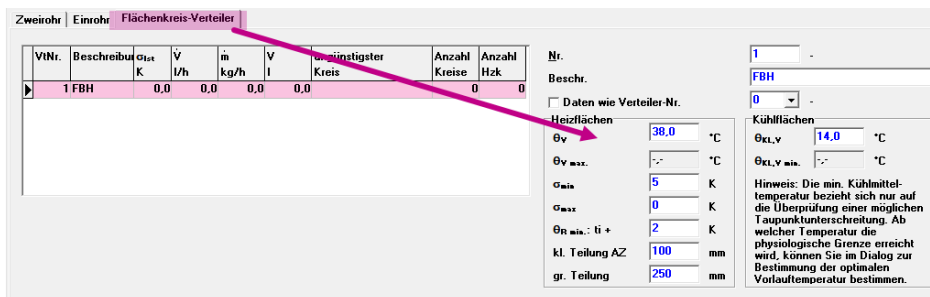 Zweirohr Einrohr Flächenkreis-Verteiler
VtNr. Beschreibur σIst V̇ ṁ V ungünstigster Anzahl Anzahl
K l/h kg/h l Kreis Kreise Hzk
1 FBH 0,0 0,0 0,0 0,0 0 0
Nr. 1 -
Beschr. FBH
Daten wie Verteiler-Nr. 0 -
Heizflächen
θV 38,0 °C
θV max. -,- °C
σmin 5 K
σmax 0 K
θR min.: ti + 2 K
kl. Teilung AZ 100 mm
gr. Teilung 250 mm
Kühlflächen
θKL,V 14,0 °C
θKL,V min. -,- °C
Hinweis: Die min. Kühlmittel-
temperatur bezieht sich nur auf
die Überprüfung einer möglichen
Taupunktunterschreitung. Ab
welcher Temperatur die
physiologische Grenze erreicht
wird, können Sie im Dialog zur
Bestimmung der optimalen
Vorlauftemperatur bestimmen.